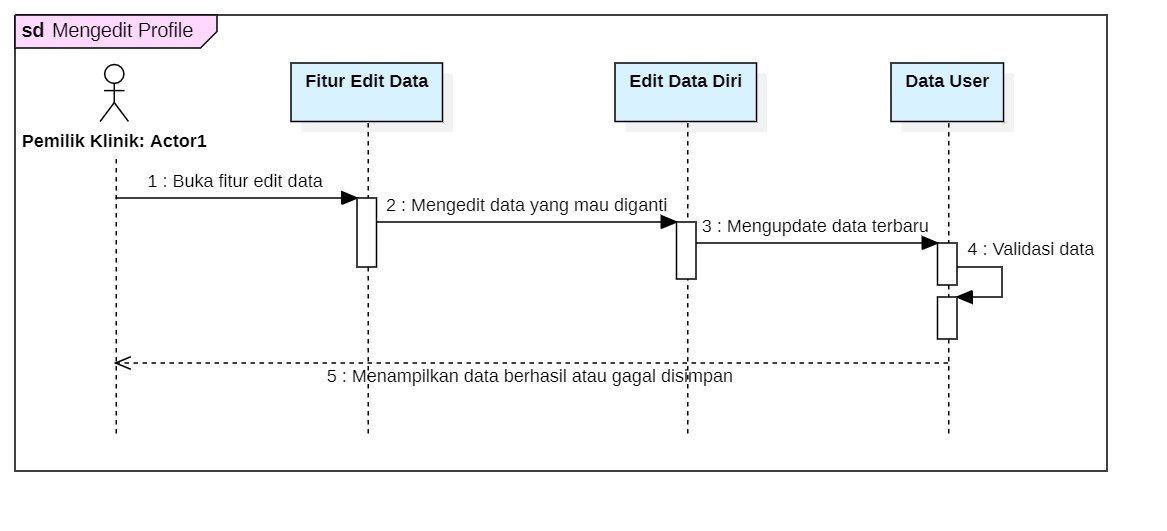 sd Mengedit Profile
Fitur Edit Data
Edit Data Diri
Data User
Pemilik Klinik: Actor1
1 : Buka fitur edit data
2 : Mengedit data yang mau diganti
3 : Mengupdate data terbaru
4 : Validasi data
5 : Menampilkan data berhasil atau gagal disimpan